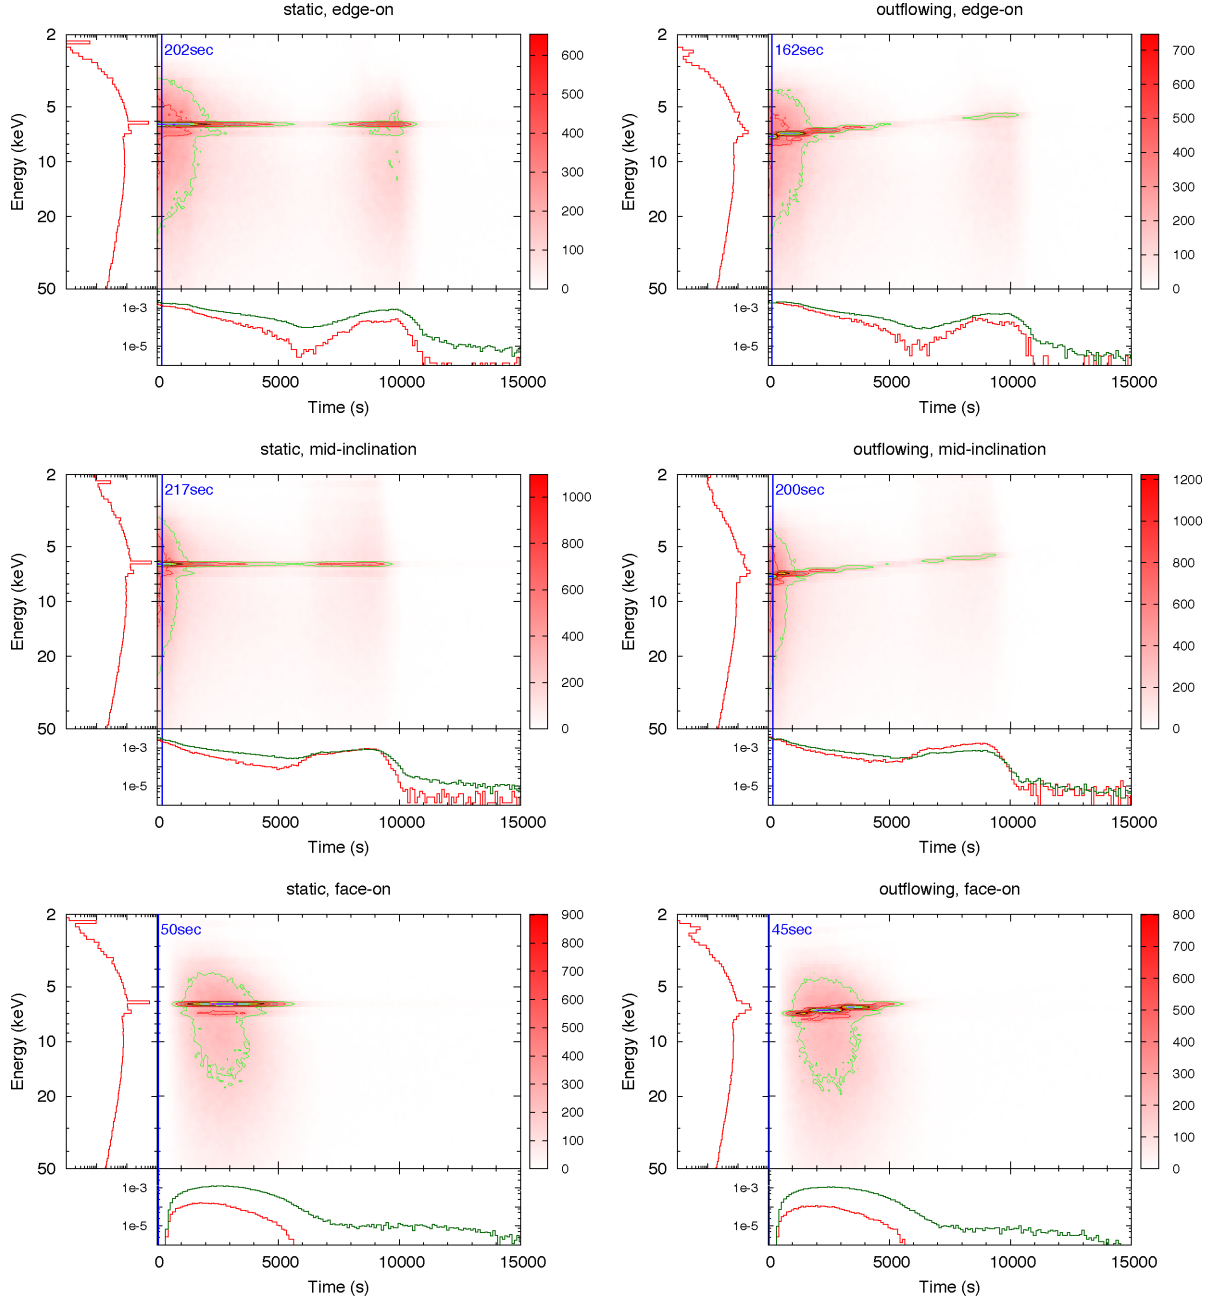 static, edge-on
outflowing, edge-on
2
5
10
20
50
Energy (keV)
202sec
600
500
400
300
200
100
0
1e-3
1e-5
0 5000 10000 15000
Time (s)
2
5
10
20
50
Energy (keV)
162sec
700
600
500
400
300
200
100
0
1e-3
1e-5
0 5000 10000 15000
Time (s)
static, mid-inclination
outflowing, mid-inclination
2
5
10
20
50
Energy (keV)
217sec
1000
800
600
400
200
0
1e-3
1e-5
0 5000 10000 15000
Time (s)
2
5
10
20
50
Energy (keV)
200sec
1200
1000
800
600
400
200
0
1e-3
1e-5
0 5000 10000 15000
Time (s)
static, face-on
outflowing, face-on
2
5
10
20
50
Energy (keV)
50sec
900
800
700
600
500
400
300
200
100
0
1e-3
1e-5
0 5000 10000 15000
Time (s)
2
5
10
20
50
Energy (keV)
45sec
800
700
600
500
400
300
200
100
0
1e-3
1e-5
0 5000 10000 15000
Time (s)